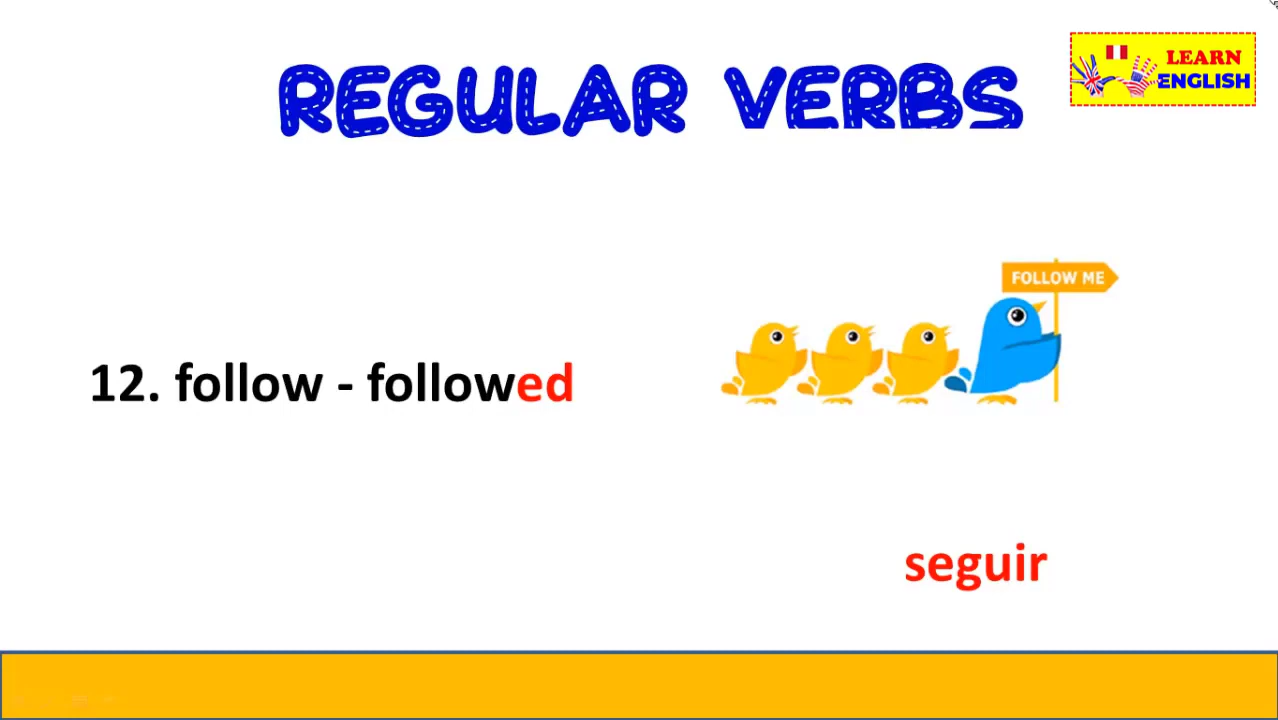 REGULAR VERBS
LEARN
ENGLISH
FOLLOW ME
12. follow - followed
seguir